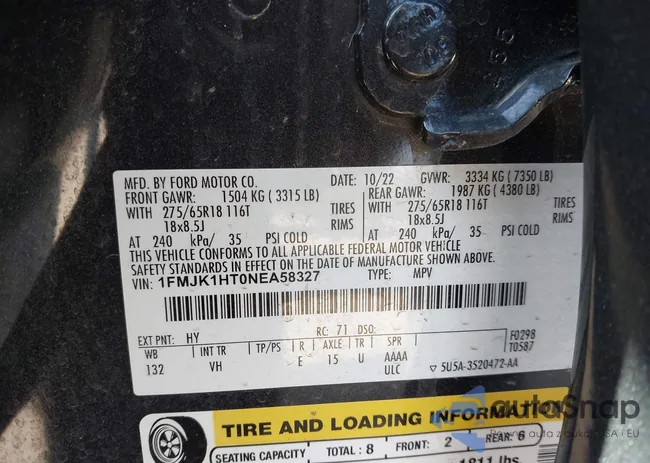 355
MFD. BY FORD MOTOR CO. DATE: 10/22 GVWR: 3334 KG ( 7350 LB)
FRONT GAWR: 1504 KG ( 3315 LB) REAR GAWR: 1987 KG ( 4380 LB)
WITH 275/65R18 116T TIRES WITH 275/65R18 116T TIRES
18x8.5J RIMS 18x8.5J RIMS
AT 240 kPa/ 35 PSI COLD AT 240 kPa/ 35 PSI COLD
THIS VEHICLE CONFORMS TO ALL APPLICABLE FEDERAL MOTOR VEHICLE
SAFETY STANDARDS IN EFFECT ON THE DATE OF MANUFACTURE SHOWN ABOVE.
VIN: 1FMJK1HT0NEA58327 TYPE: MPV
EXT PNT: HY RC: 71 DSO: F0298
WB INT TR TP/PS R AXLE TR SPR T0587
132 VH E 15 U AAAA
ULC ▽ 5U5A-3520472-AA
TIRE AND LOADING INFORMATI
SEATING CAPACITY TOTAL: 8 FRONT: 2 REAR: 6
1811 lbs
autoSnap